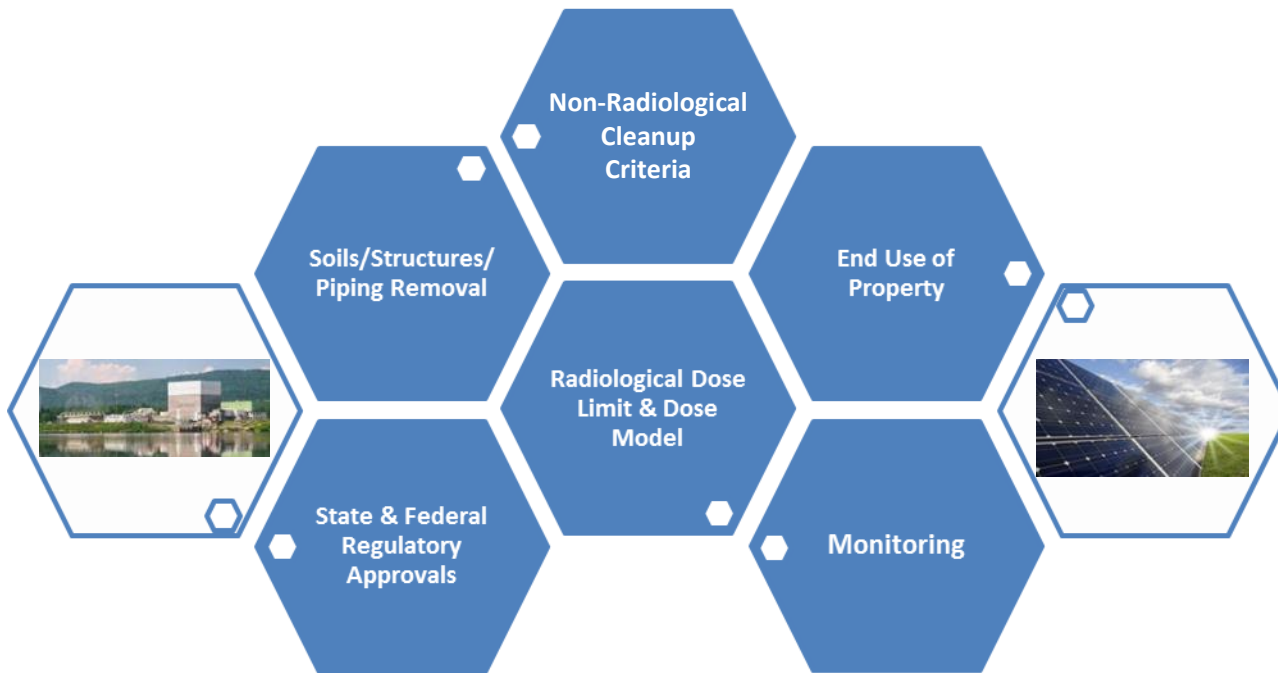 Non-Radiological
Cleanup
Criteria
Soils/Structures/
Piping Removal
End Use of
Property
Radiological Dose
Limit & Dose
Model
State & Federal
Regulatory
Approvals
Monitoring